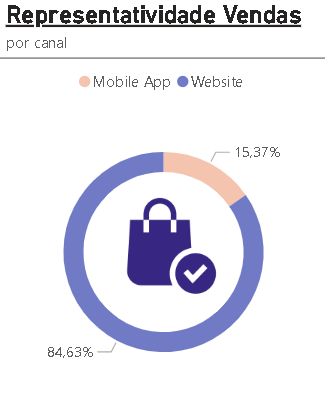 Representatividade Vendas
por canal
Mobile App Website
15,37%
84,63%